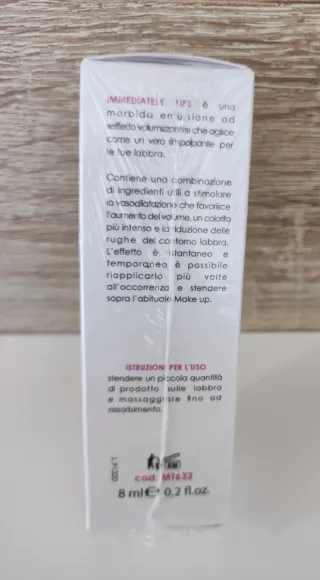 IMMEDIATELY LIPS è una
morbida emulsione ad
effetto volumizzante che agisce
come un vero rimpolpante per
le tue labbra.
Contiene una combinazione
di ingredienti utili a stimolare
la vasodilatazione che favorisce
l'aumento del volume, un colorito
più intenso e la riduzione delle
rughe del contorno labbra.
L'effetto è istantaneo e
temporaneo è possibile
riapplicarlo più volte
all'occorrenza e stendere
sopra l'abituale Make up.
ISTRUZIONI PER L'USO
stendere un piccola quantità
di prodotto sulle labbra
e massaggiare fino ad
assorbimento.
cod. MT632
8 ml e 0,2 fl.oz.